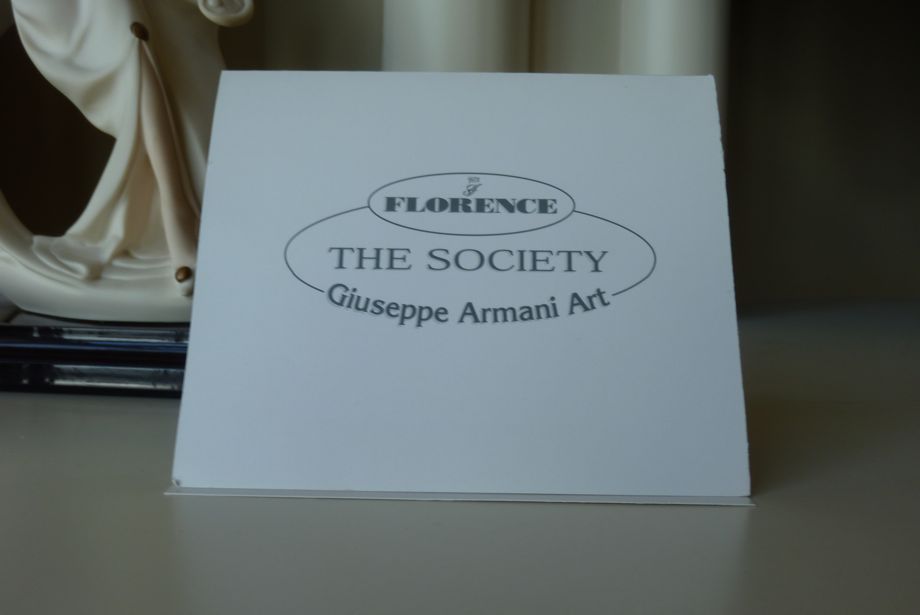 FLORENCE
THE SOCIETY
Giuseppe Armani Art